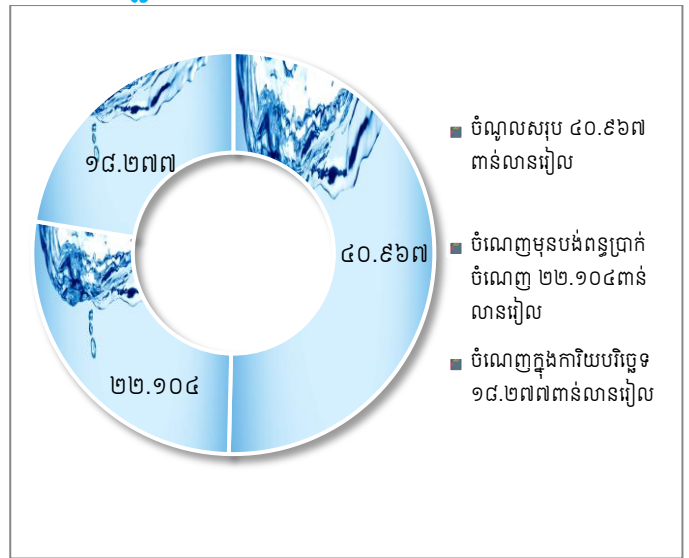 ១៨.២៧៧
៤០.៩៦៧
២២.១០៤
ចំណូលសរុប ៤០.៩៦៧
ពាន់លានរៀល
ចំណេញមុនបង់ពន្ធប្រាក់
ចំណេញ ២២.១០៤ពាន់
លានរៀល
ចំណេញក្នុងការិយបរិច្ឆេទ
១៨.២៧៧ពាន់លានរៀល